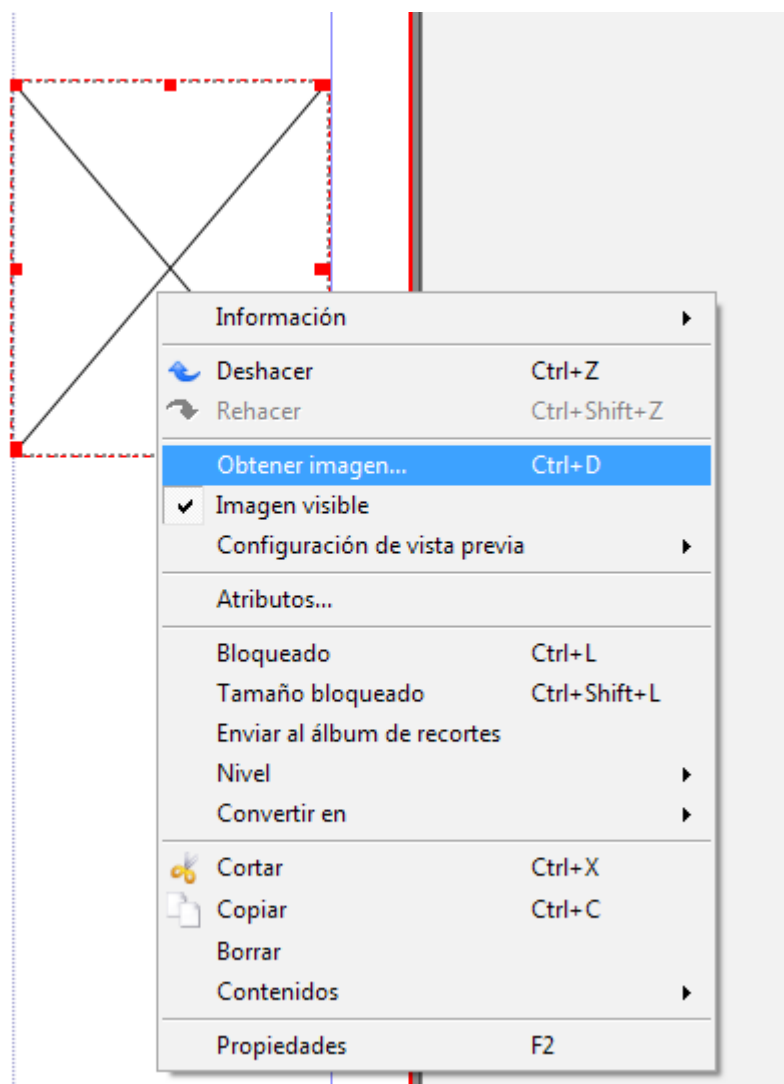 Información
Deshacer Ctrl+Z
Rehacer Ctrl+Shift+Z
Obtener imagen... Ctrl+D
Imagen visible
Configuración de vista previa
Atributos...
Bloqueado Ctrl+L
Tamaño bloqueado Ctrl+Shift+L
Enviar al álbum de recortes
Nivel
Convertir en
Cortar Ctrl+X
Copiar Ctrl+C
Borrar
Contenidos
Propiedades F2